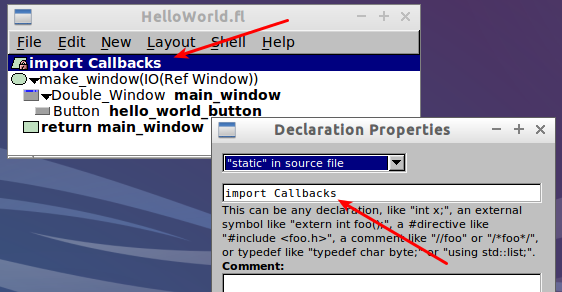 HelloWorld.fl
File Edit New Layout Shell Help
import Callbacks
make_window(IO(Ref Window))
Double_Window main_window
Button hello_world_button
return main_window
Declaration Properties
"static" in source file
import Callbacks
This can be any declaration, like "int x;", an external
symbol like "extern int foo();", a #directive like
"#include <foo.h>", a comment like "//foo" or "/*foo*/",
or typedef like "typedef char byte;" or "using std::list;".
Comment: